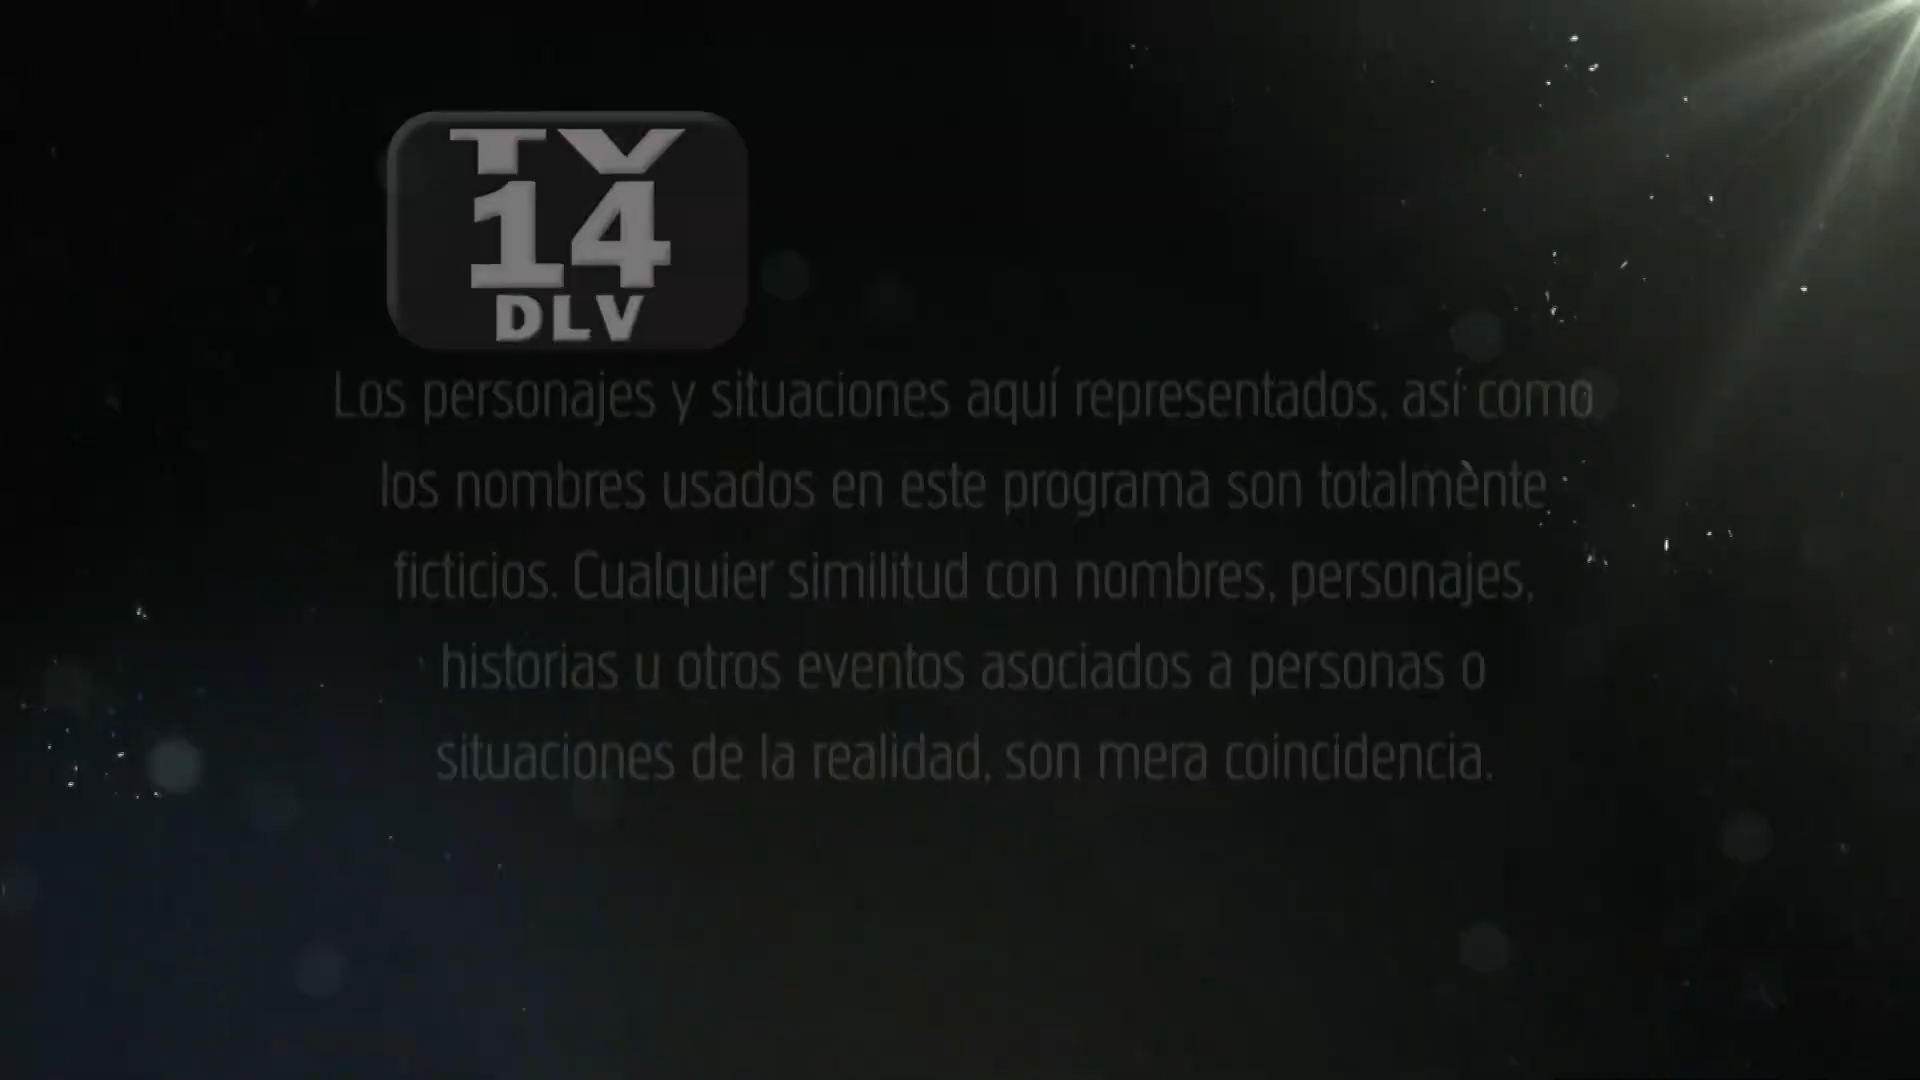 TV
14
DLV
Los personajes y situaciones aquí representados, así como
los nombres usados en este programa son totalmente
ficticios. Cualquier similitud con nombres, personajes,
historias u otros eventos asociados a personas o
situaciones de la realidad, son mera coincidencia.